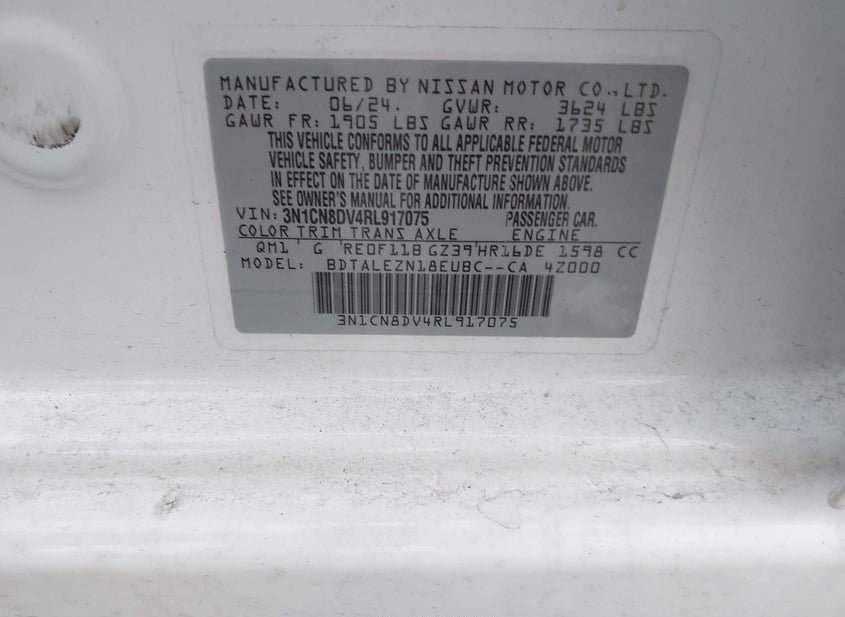 MANUFACTURED BY NISSAN MOTOR CO., LTD.
DATE: 06/24. GVWR: 3624 LBS
GAWR FR: 1905 LBS GAWR RR: 1735 LBS
THIS VEHICLE CONFORMS TO ALL APPLICABLE FEDERAL MOTOR
VEHICLE SAFETY, BUMPER AND THEFT PREVENTION STANDARDS
IN EFFECT ON THE DATE OF MANUFACTURE SHOWN ABOVE.
SEE OWNER'S MANUAL FOR ADDITIONAL INFORMATION.
VIN: 3N1CN8DV4RL917075 PASSENGER CAR.
COLOR TRIM TRANS AXLE ENGINE
QM1 G RE0F11B GZ39 HR16DE 1598 CC
MODEL: BDTALEZN18EU8C--CA 4Z000
3N1CN8DV4RL917075